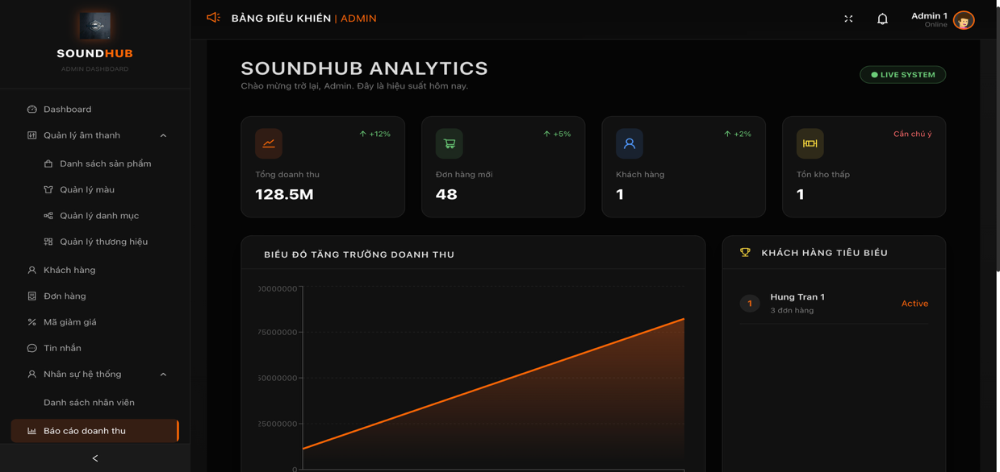 SOUNDHUB
ADMIN DASHBOARD
Dashboard
Quản lý âm thanh
Danh sách sản phẩm
Quản lý màu
Quản lý danh mục
Quản lý thương hiệu
Khách hàng
Đơn hàng
Mã giảm giá
Tin nhắn
Nhân sự hệ thống
Danh sách nhân viên
Báo cáo doanh thu
BẢNG ĐIỀU KHIỂN | ADMIN
Admin 1
Online
SOUNDHUB ANALYTICS
Chào mừng trở lại, Admin. Đây là hiệu suất hôm nay.
LIVE SYSTEM
+12%
Tổng doanh thu
128.5M
+5%
Đơn hàng mới
48
+2%
Khách hàng
1
Cần chú ý
Tồn kho thấp
1
BIỂU ĐỒ TĂNG TRƯỞNG DOANH THU
00000000
75000000
50000000
25000000
0
KHÁCH HÀNG TIÊU BIỂU
1
Hung Tran 1
3 đơn hàng
Active